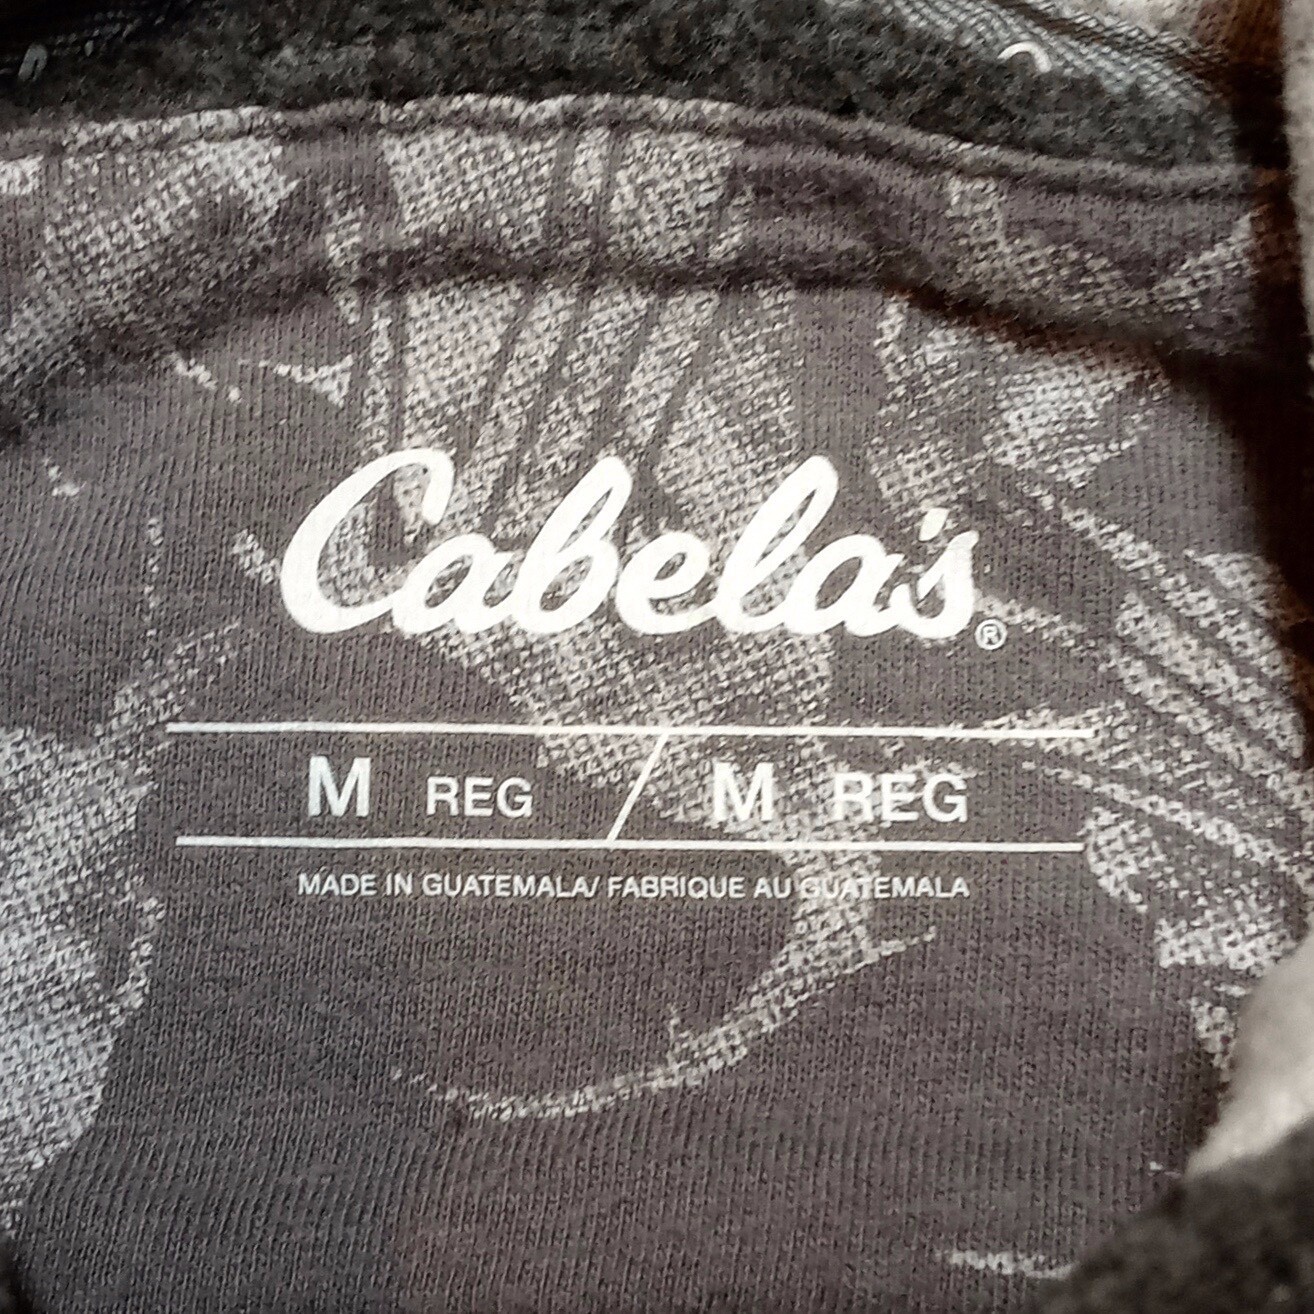 Cabela's®
M REG / M REG
MADE IN GUATEMALA/ FABRIQUE AU GUATEMALA